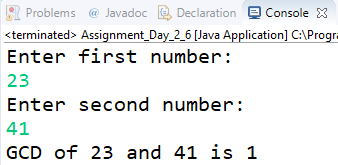 Problems @ Javadoc Declaration Console
<terminated> Assignment_Day_2_6 [Java Application] C:\Progra
Enter first number:
23
Enter second number:
41
GCD of 23 and 41 is 1